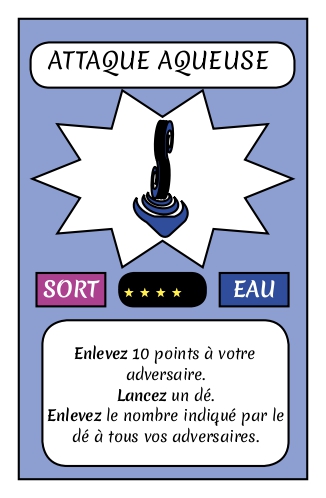 ATTAQUE AQUEUSE
SORT
EAU
Enlevez 10 points à votre
adversaire.
Lancez un dé.
Enlevez le nombre indiqué par le
dé à tous vos adversaires.